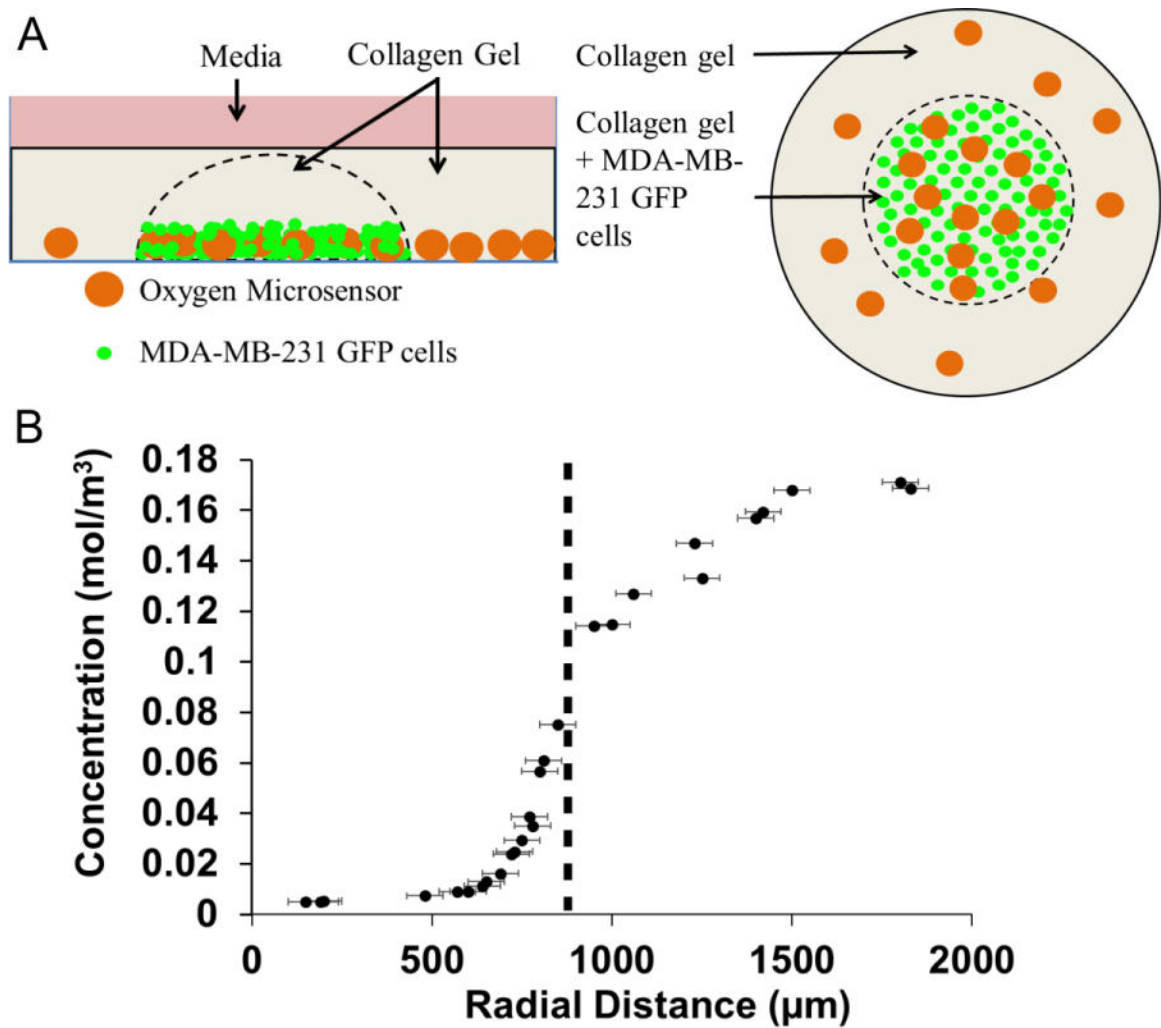 A
Media
Collagen Gel
Collagen gel
Collagen gel
+ MDA-MB-
231 GFP
cells
Oxygen Microsensor
MDA-MB-231 GFP cells
B
Concentration (mol/m³)
0.18
0.16
0.14
0.12
0.1
0.08
0.06
0.04
0.02
0
0
500
1000
1500
2000
Radial Distance (µm)